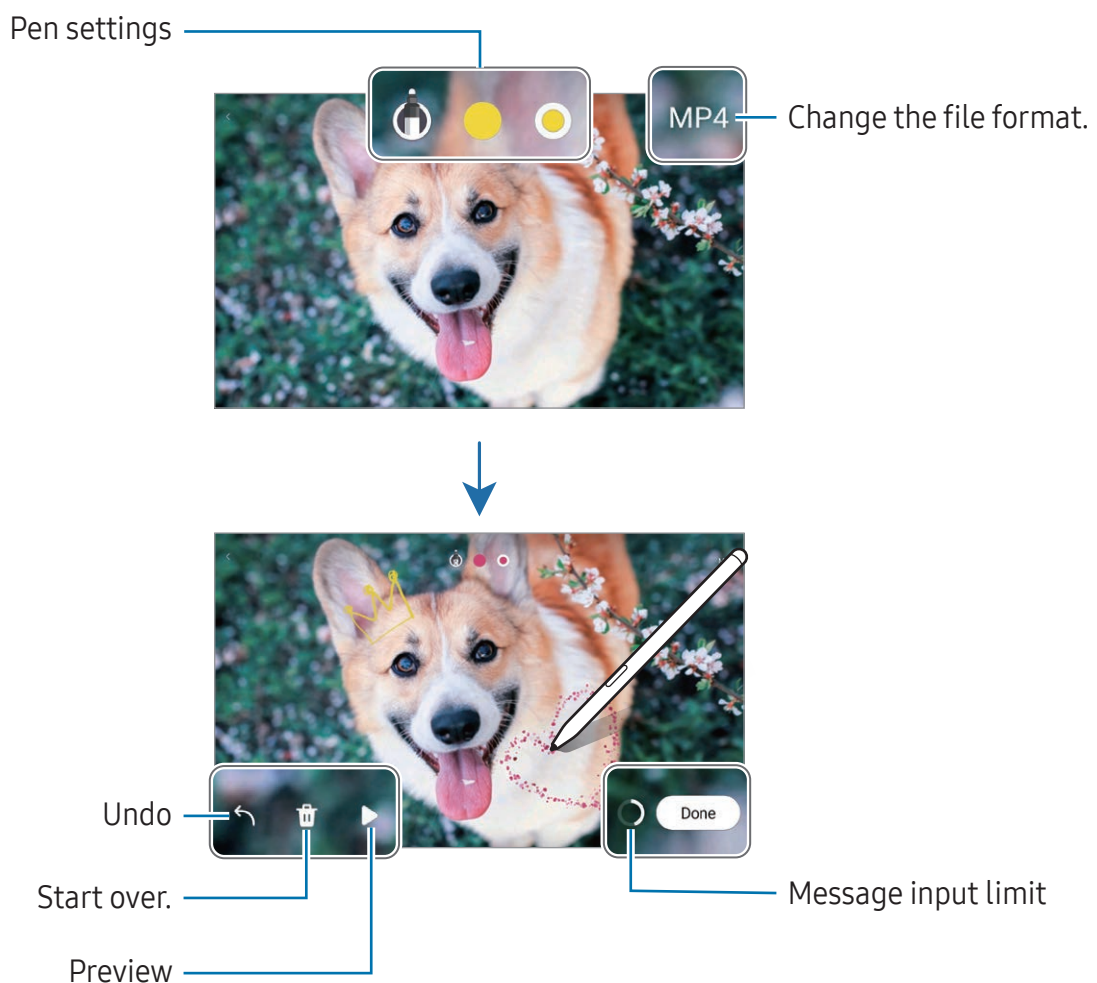 Pen settings
MP4
Change the file format.
Undo
Done
Start over.
Message input limit
Preview